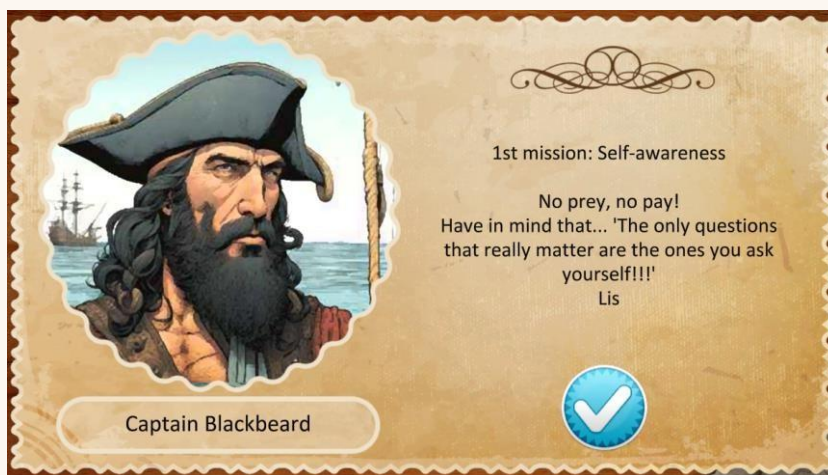 1st mission: Self-awareness
No prey, no pay!
Have in mind that... 'The only questions
that really matter are the ones you ask
yourself!!!'
Lis
Captain Blackbeard